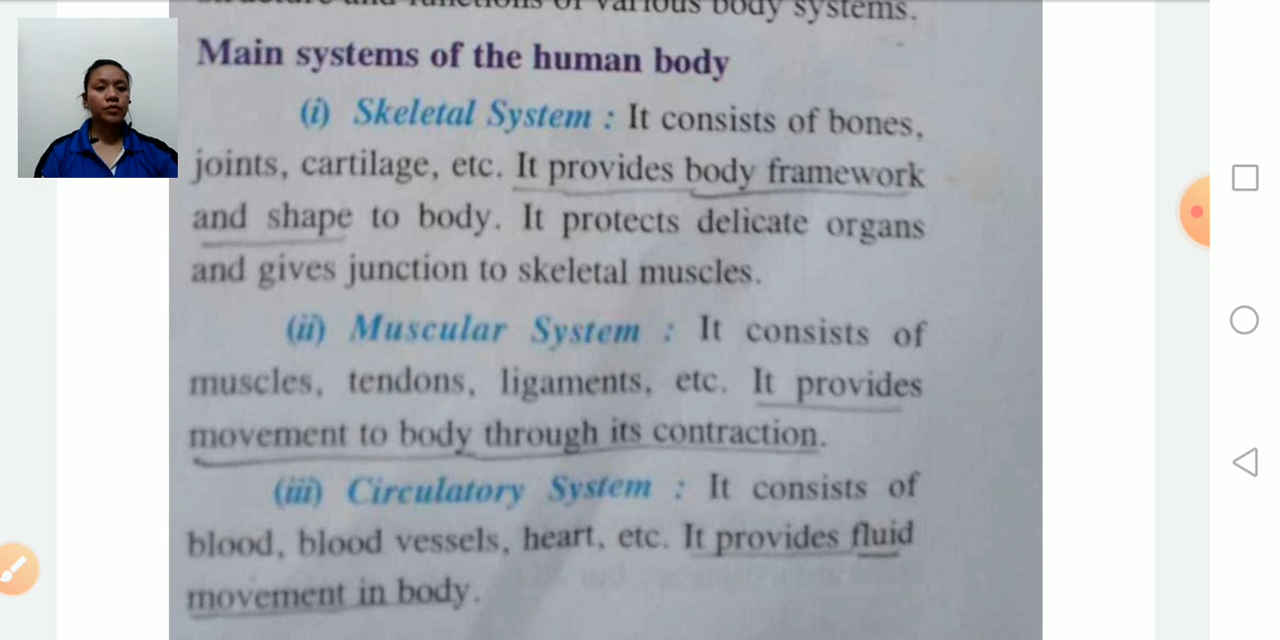 structure and functions of various body systems.
Main systems of the human body
(i) Skeletal System : It consists of bones,
joints, cartilage, etc. It provides body framework
and shape to body. It protects delicate organs
and gives junction to skeletal muscles.
(ii) Muscular System : It consists of
muscles, tendons, ligaments, etc. It provides
movement to body through its contraction.
(iii) Circulatory System : It consists of
blood, blood vessels, heart, etc. It provides fluid
movement in body.